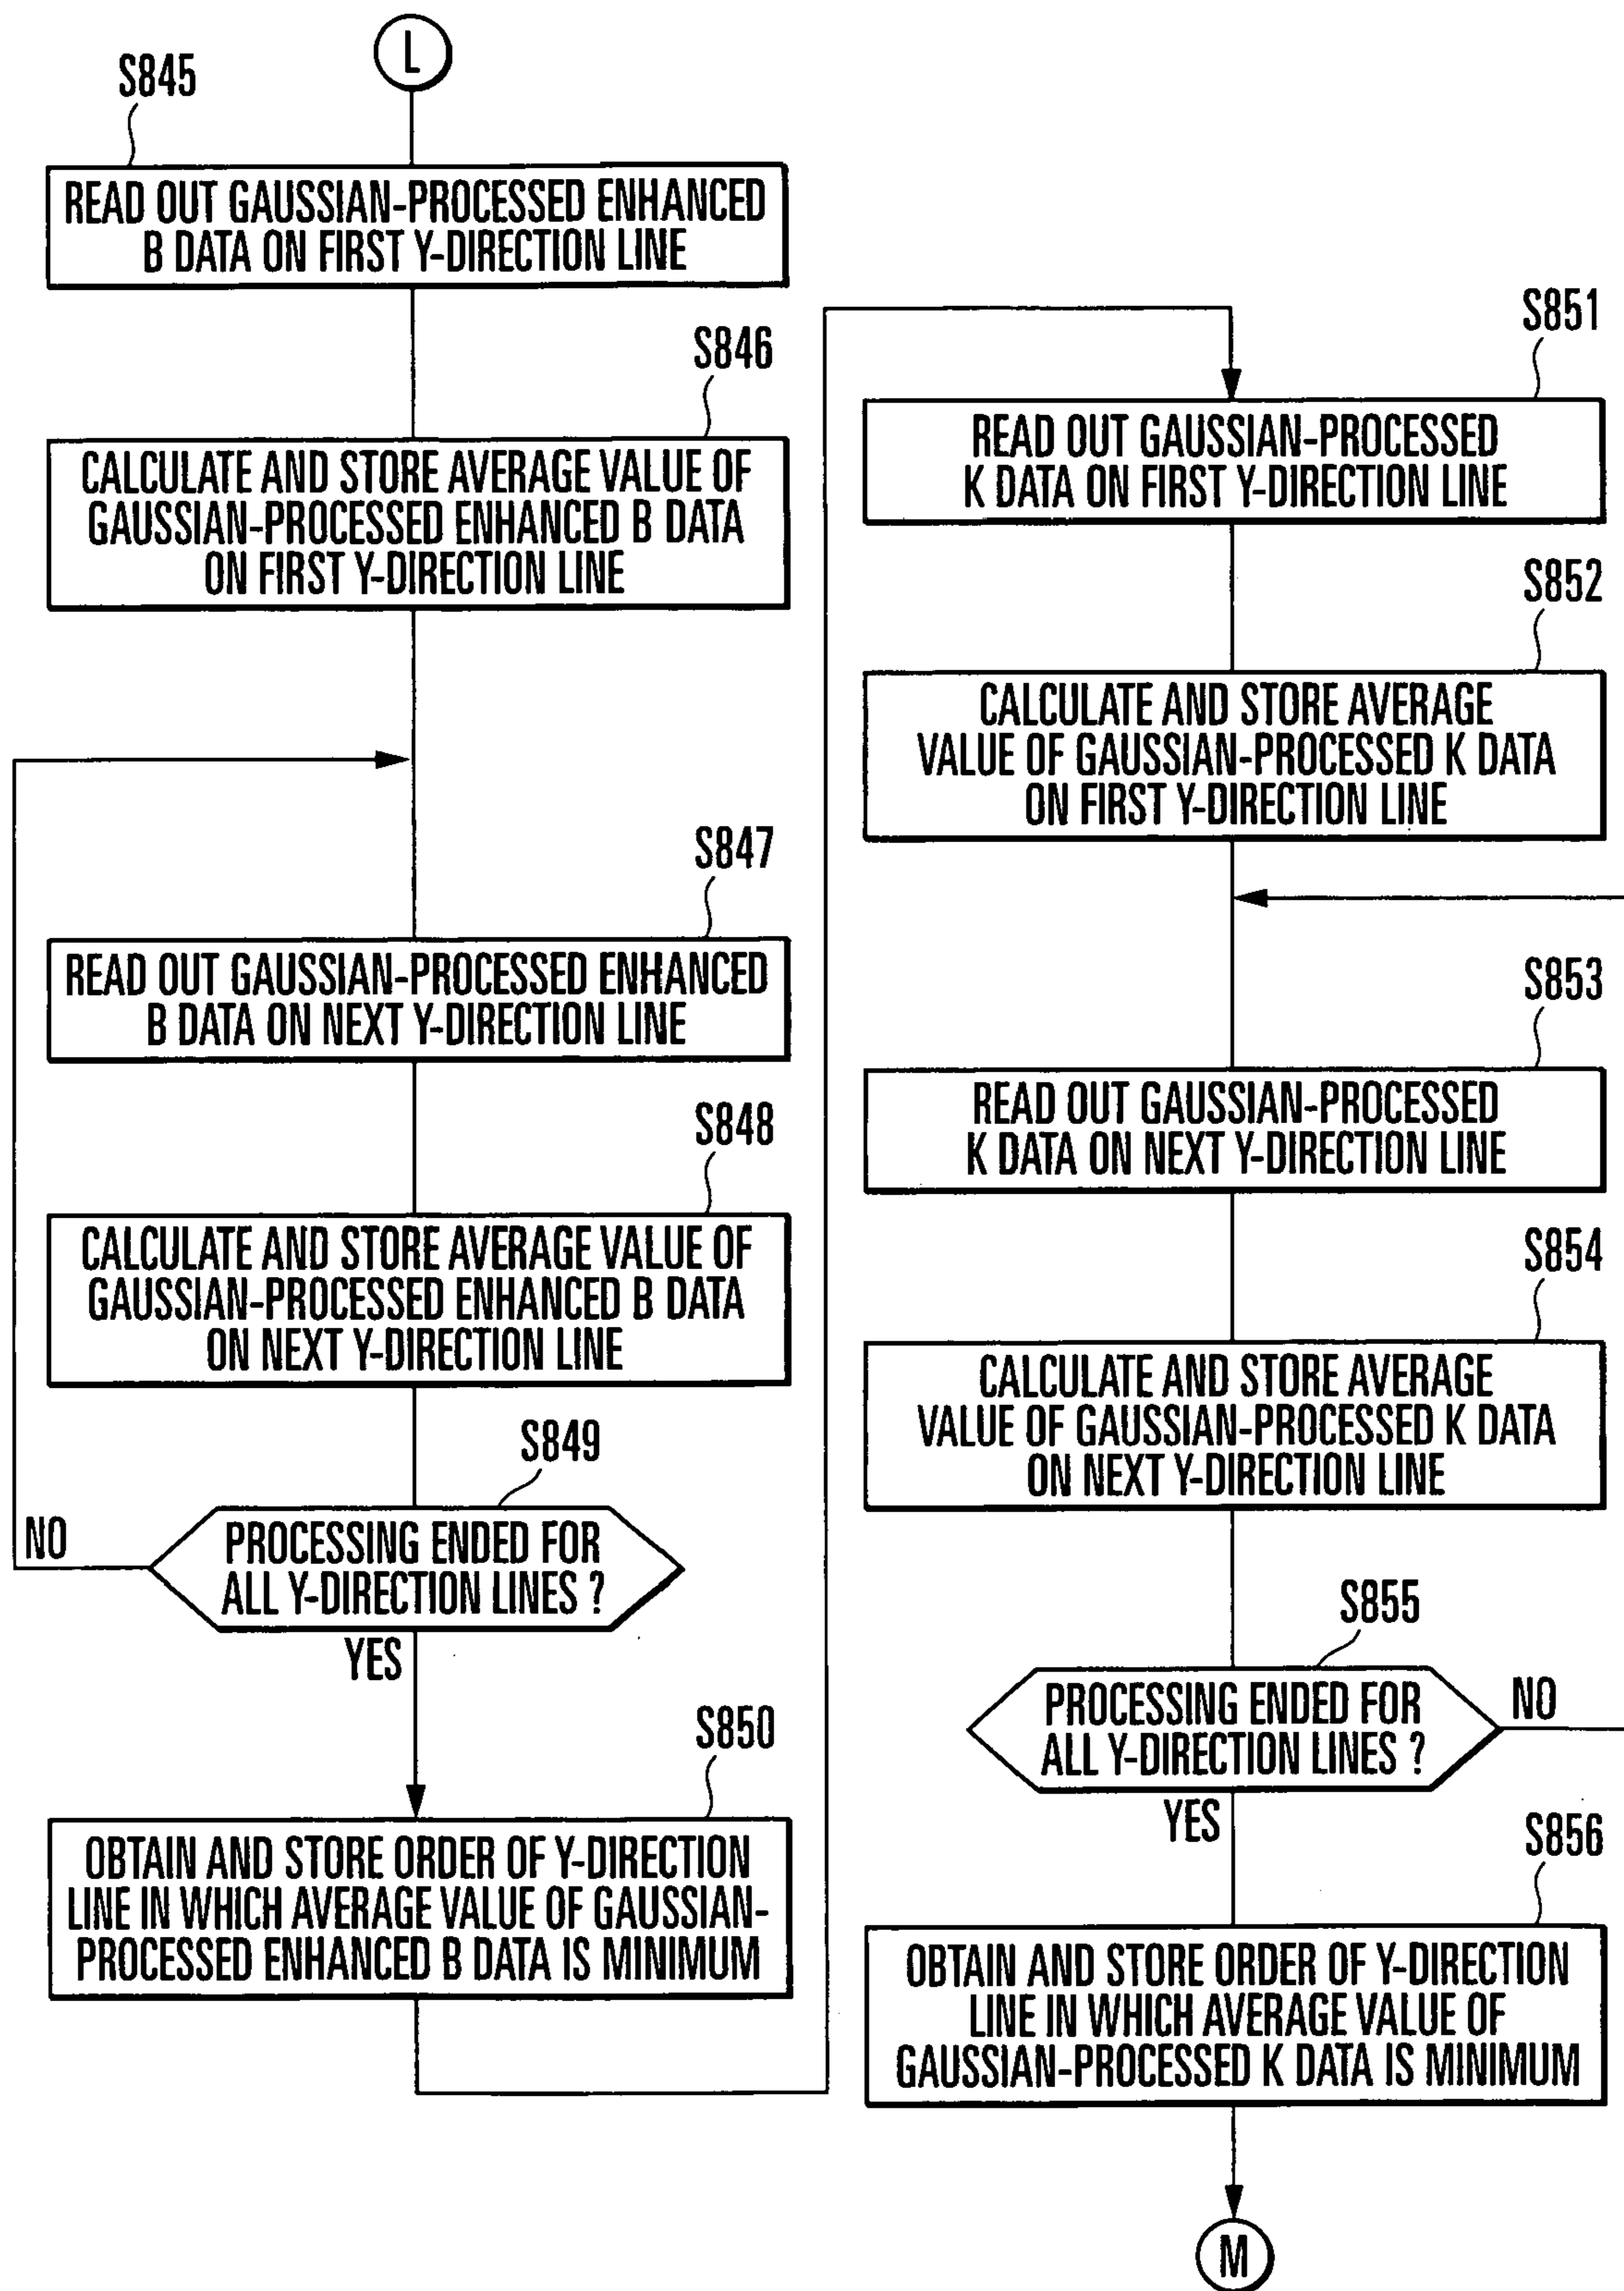 L
S845
READ OUT GAUSSIAN-PROCESSED ENHANCED
B DATA ON FIRST Y-DIRECTION LINE
S846
CALCULATE AND STORE AVERAGE VALUE OF
GAUSSIAN-PROCESSED ENHANCED B DATA
ON FIRST Y-DIRECTION LINE
S847
READ OUT GAUSSIAN-PROCESSED ENHANCED
B DATA ON NEXT Y-DIRECTION LINE
S848
CALCULATE AND STORE AVERAGE VALUE OF
GAUSSIAN-PROCESSED ENHANCED B DATA
ON NEXT Y-DIRECTION LINE
S849
NO
PROCESSING ENDED FOR
ALL Y-DIRECTION LINES ?
YES
S850
OBTAIN AND STORE ORDER OF Y-DIRECTION
LINE IN WHICH AVERAGE VALUE OF GAUSSIAN-
PROCESSED ENHANCED B DATA IS MINIMUM
S851
READ OUT GAUSSIAN-PROCESSED
K DATA ON FIRST Y-DIRECTION LINE
S852
CALCULATE AND STORE AVERAGE
VALUE OF GAUSSIAN-PROCESSED K DATA
ON FIRST Y-DIRECTION LINE
S853
READ OUT GAUSSIAN-PROCESSED
K DATA ON NEXT Y-DIRECTION LINE
S854
CALCULATE AND STORE AVERAGE
VALUE OF GAUSSIAN-PROCESSED K DATA
ON NEXT Y-DIRECTION LINE
S855
PROCESSING ENDED FOR
ALL Y-DIRECTION LINES ?
NO
YES
S856
OBTAIN AND STORE ORDER OF Y-DIRECTION
LINE IN WHICH AVERAGE VALUE OF
GAUSSIAN-PROCESSED K DATA IS MINIMUM
M